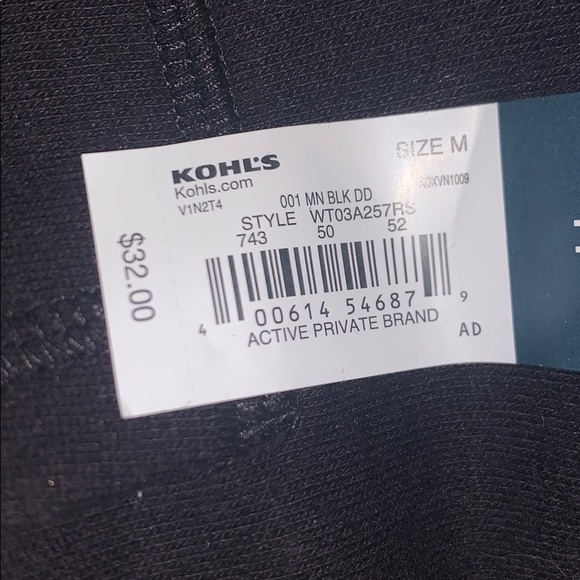 KOHL'S
SIZE M
Kohls.com
V1N2T4
001 MN BLK DD
STYLE WT03A257RS
743 50 52
$32.00
4 00614 54687 9
ACTIVE PRIVATE BRAND
AD